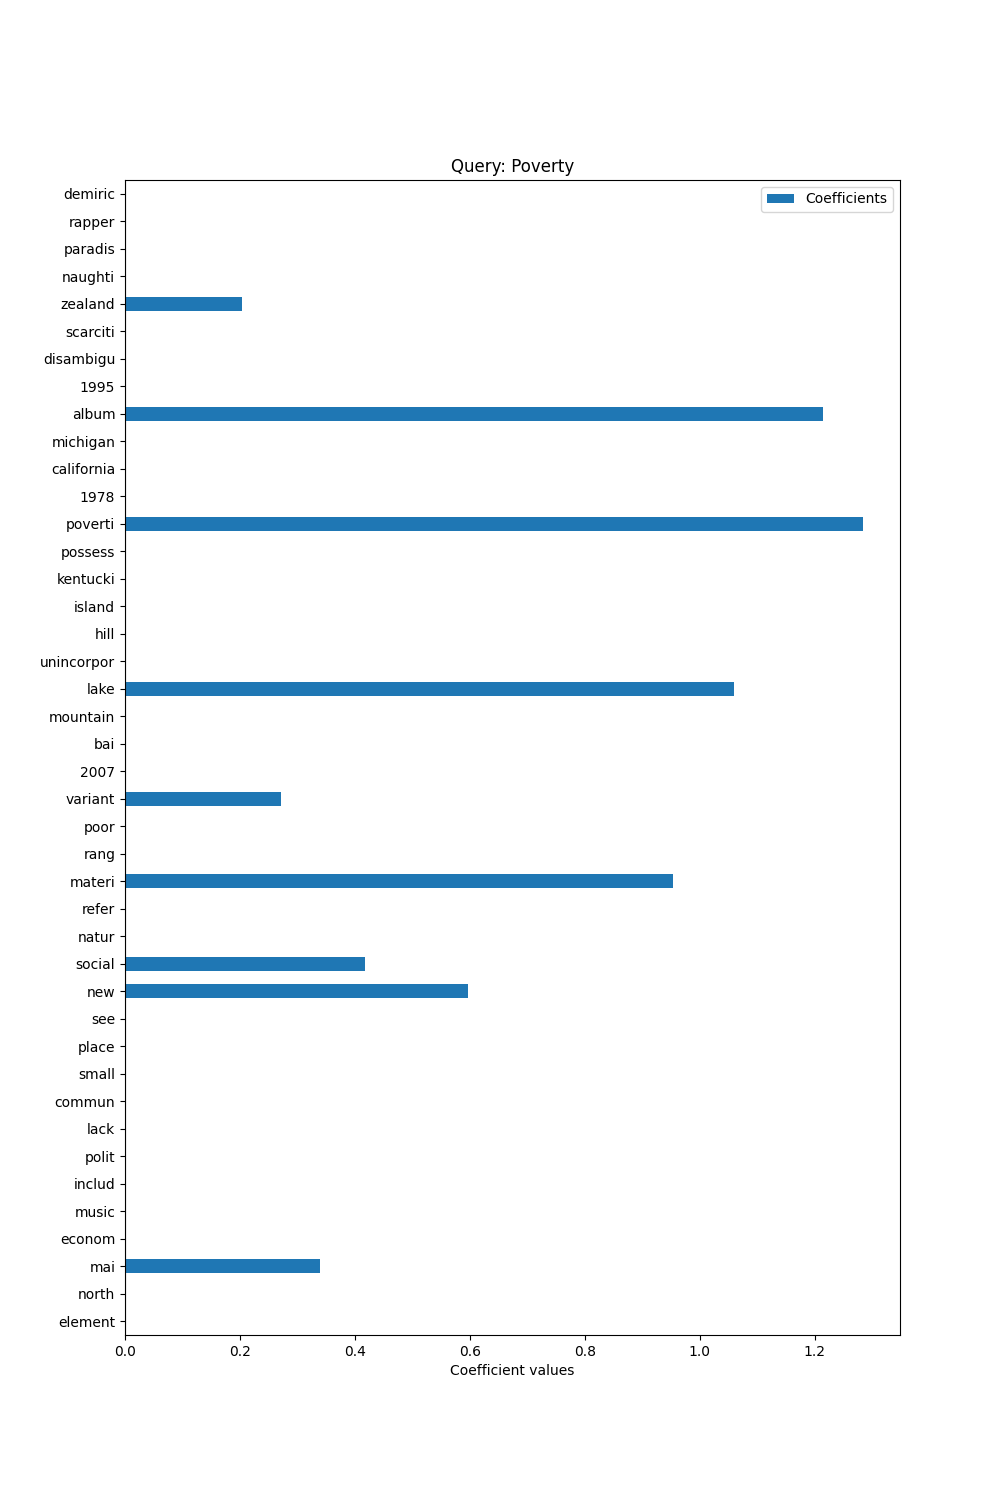 Query: Poverty
Coefficients
demiric
rapper
paradis
naughti
zealand
scarciti
disambigu
1995
album
michigan
california
1978
poverti
possess
kentucki
island
hill
unincorpor
lake
mountain
bai
2007
variant
poor
rang
materi
refer
natur
social
new
see
place
small
commun
lack
polit
includ
music
econom
mai
north
element
0.0 0.2 0.4 0.6 0.8 1.0 1.2
Coefficient values